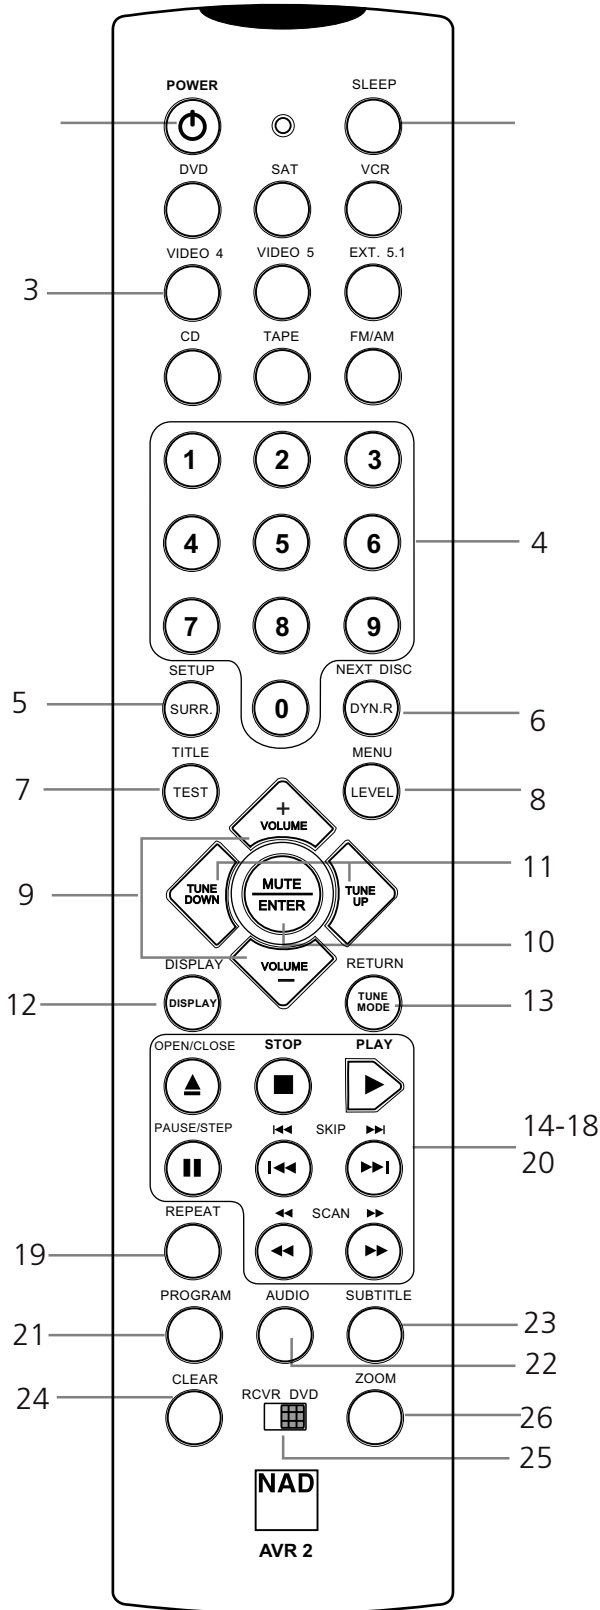 POWER SLEEP
DVD SAT VCR
VIDEO 4 VIDEO 5 EXT. 5.1
3
CD TAPE FM/AM
1 2 3
4 5 6 4
7 8 9
SETUP NEXT DISC
5 SURR. 0 DYN.R 6
TITLE MENU
7 TEST LEVEL 8
+
VOLUME
11
9 TUNE DOWN MUTE ENTER TUNE UP
10
DISPLAY VOLUME RETURN
–
12 DISPLAY TUNE MODE 13
OPEN/CLOSE STOP PLAY
14-18
PAUSE/STEP SKIP 20
REPEAT SCAN
19
PROGRAM AUDIO SUBTITLE
21 23
22
CLEAR ZOOM
24 RCVR DVD 26
25
NAD
AVR 2